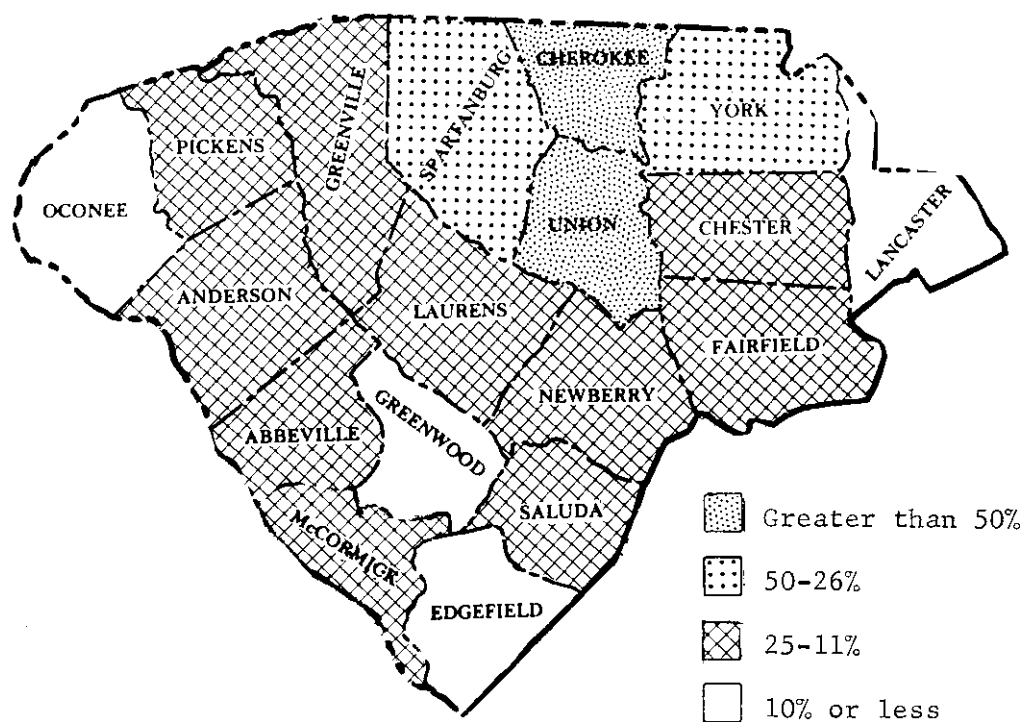 CHEROKEE
SPARTANBURG
GREENVILLE
YORK
PICKENS
OCONEE
UNION
CHESTER
LANCASTER
ANDERSON
LAURENS
FAIRFIELD
NEWBERRY
GREENWOOD
ABBEVILLE
SALUDA
McCORMICK
EDGEFIELD
Greater than 50%
50-26%
25-11%
10% or less